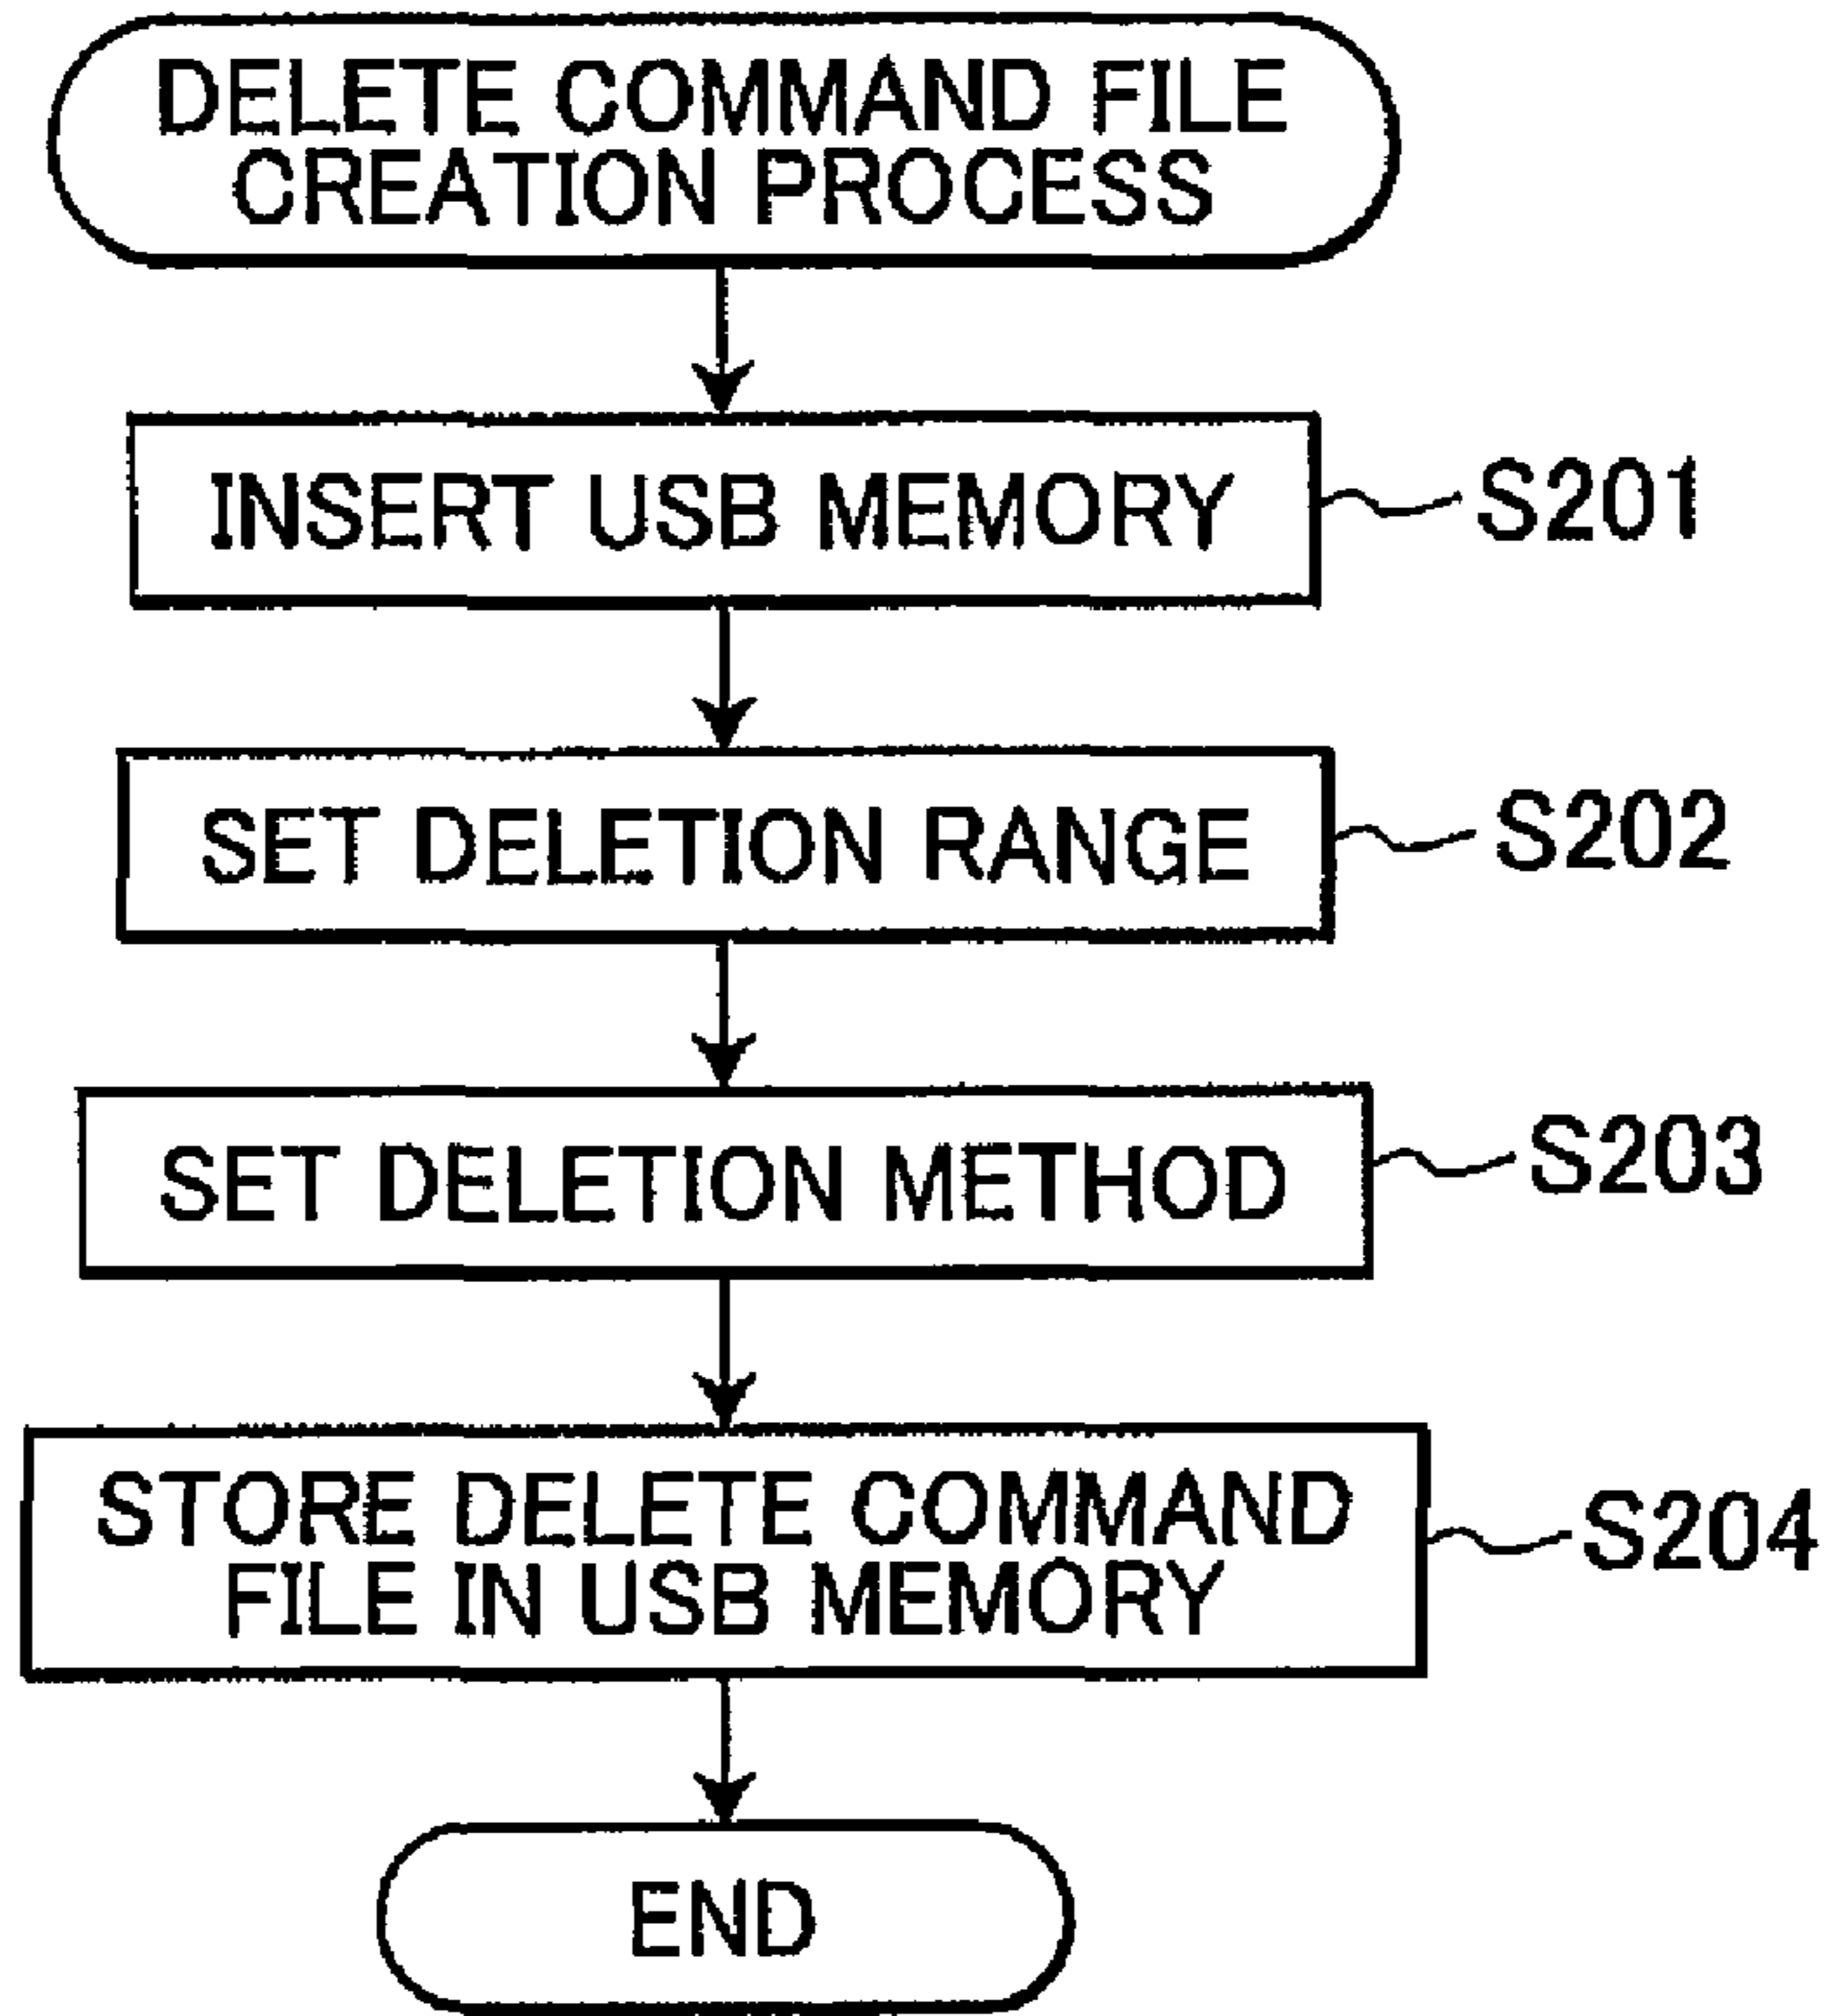 DELETE COMMAND FILE
CREATION PROCESS
INSERT USB MEMORY
S201
SET DELETION RANGE
S202
SET DELETION METHOD
S203
STORE DELETE COMMAND
FILE IN USB MEMORY
S204
END